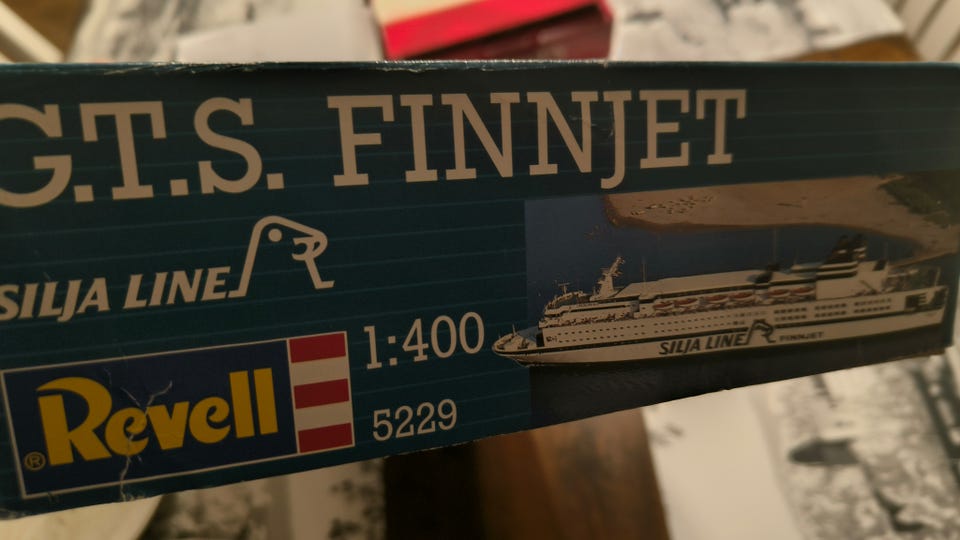 G.T.S. FINNJET
SILJA LINE
1:400
SILJA LINE FINNJET
Revell
®
5229